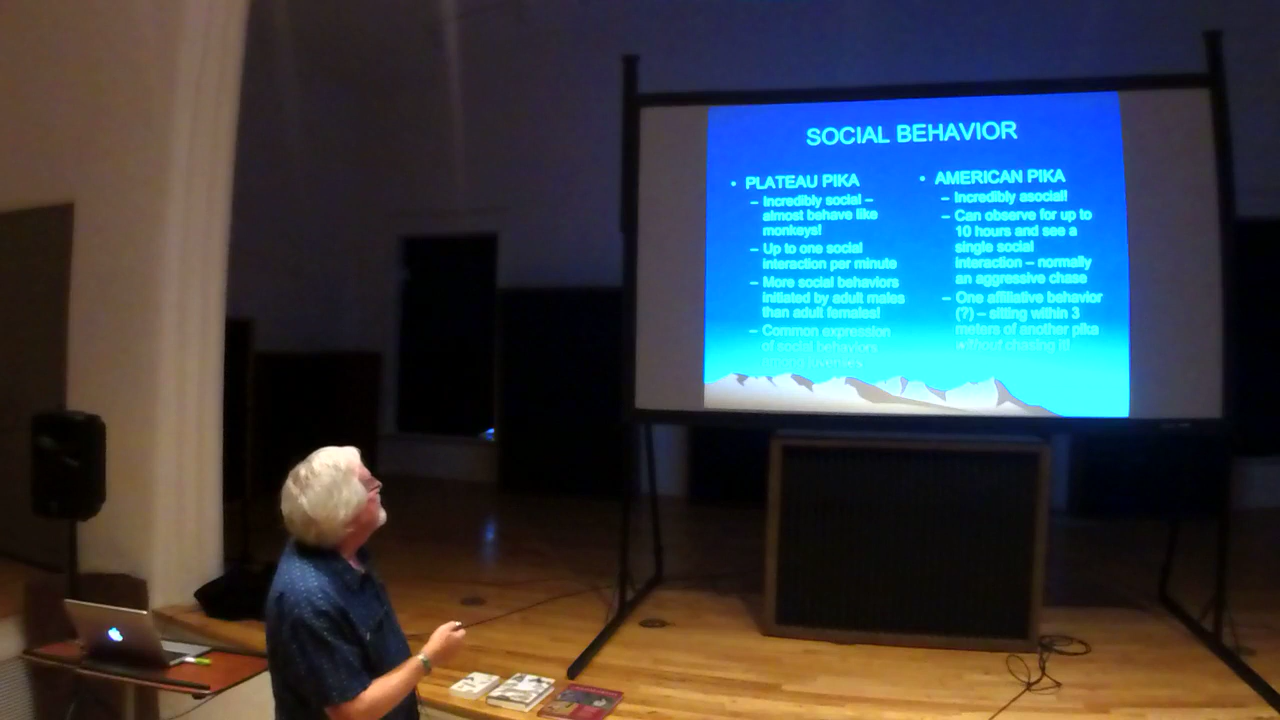 SOCIAL BEHAVIOR
• PLATEAU PIKA
– Incredibly social –
almost behave like
monkeys!
– Up to one social
interaction per minute
– More social behaviors
initiated by adult males
than adult females!
– Common expression
of social behaviors
among juveniles
• AMERICAN PIKA
– Incredibly asocial!
– Can observe for up to
10 hours and see a
single social
interaction – normally
an aggressive chase
– One affiliative behavior
(?) – sitting within 3
meters of another pika
without chasing it!